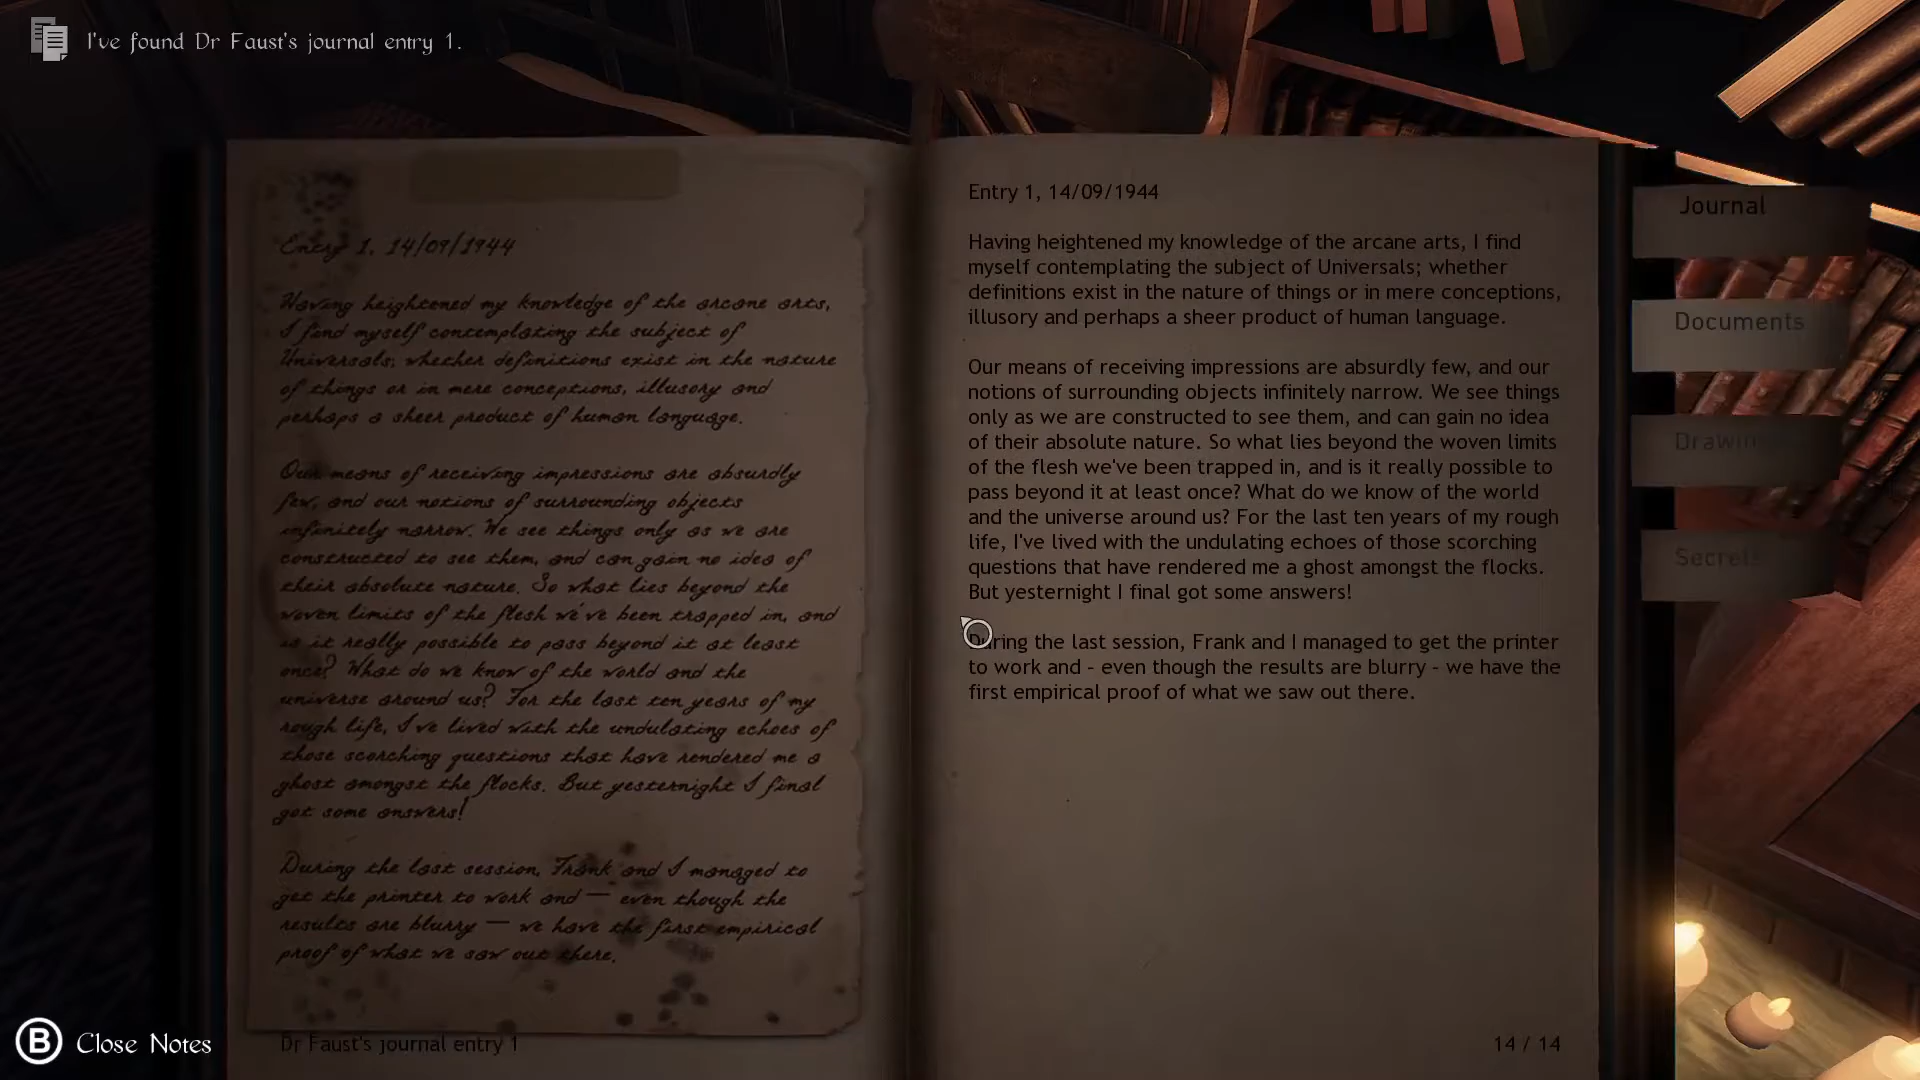 I've found Dr Faust's journal entry 1.
Entry 1, 14/09/1944
Having heightened my knowledge of the arcane arts,
I find myself contemplating the subject of
Universals; whether definitions exist in the nature
of things or in mere conceptions, illusory and
perhaps a sheer product of human language.
Our means of receiving impressions are absurdly
few, and our notions of surrounding objects
infinitely narrow. We see things only as we are
constructed to see them, and can gain no idea of
their absolute nature. So what lies beyond the
woven limits of the flesh we've been trapped in, and
is it really possible to pass beyond it at least
once? What do we know of the world and the
universe around us? For the last ten years of my
rough life, I've lived with the undulating echoes of
those scorching questions that have rendered me a
ghost amongst the flocks. But yesternight I final
got some answers!
During the last session, Frank and I managed to
get the printer to work and — even though the
results are blurry — we have the first empirical
proof of what we saw out there.
Dr Faust's journal entry 1
Entry 1, 14/09/1944
Having heightened my knowledge of the arcane arts, I find
myself contemplating the subject of Universals; whether
definitions exist in the nature of things or in mere conceptions,
illusory and perhaps a sheer product of human language.
Our means of receiving impressions are absurdly few, and our
notions of surrounding objects infinitely narrow. We see things
only as we are constructed to see them, and can gain no idea
of their absolute nature. So what lies beyond the woven limits
of the flesh we've been trapped in, and is it really possible to
pass beyond it at least once? What do we know of the world
and the universe around us? For the last ten years of my rough
life, I've lived with the undulating echoes of those scorching
questions that have rendered me a ghost amongst the flocks.
But yesternight I final got some answers!
During the last session, Frank and I managed to get the printer
to work and - even though the results are blurry - we have the
first empirical proof of what we saw out there.
14 / 14
Journal
Documents
Drawings
Secrets
B Close Notes